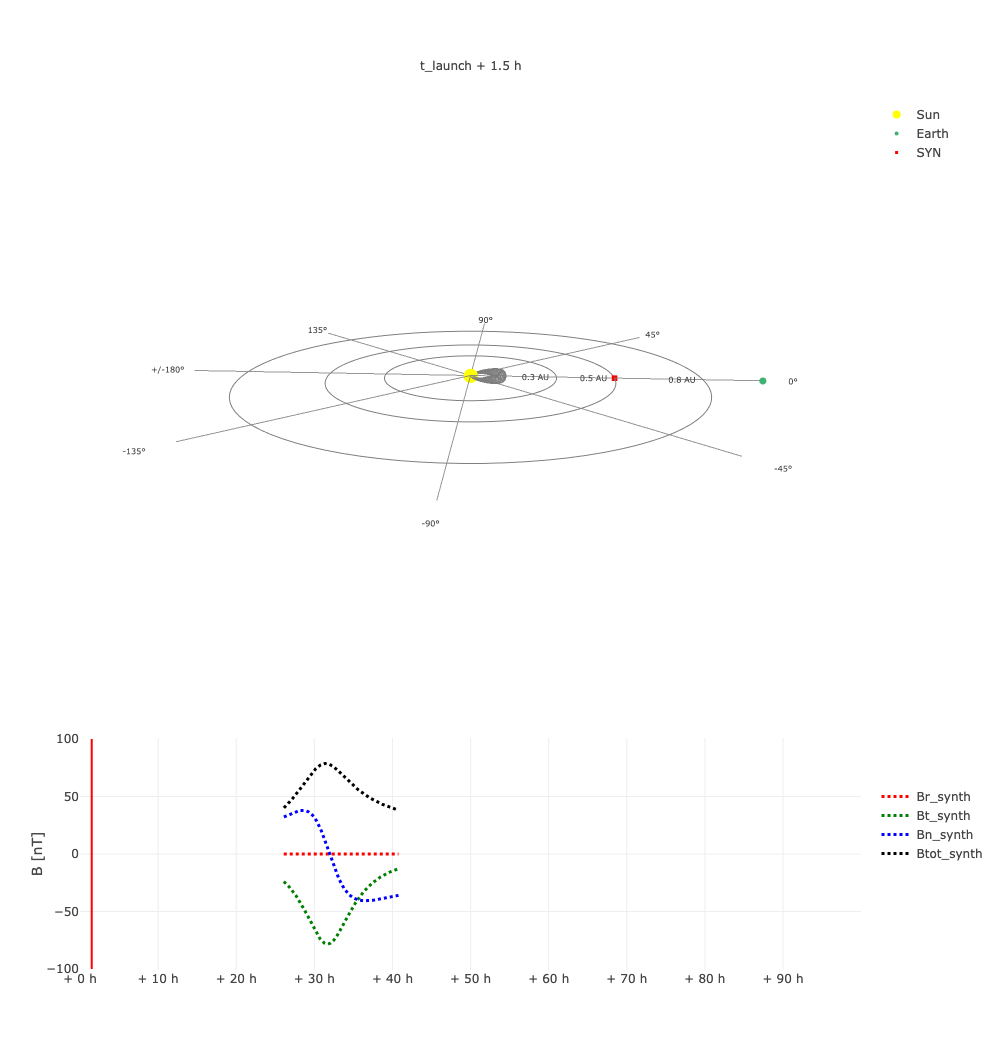 t_launch + 1.5 h
Sun
Earth
SYN
90°
135°
45°
+/-180°
0.3 AU
0.5 AU
0.8 AU
0°
-135°
-45°
-90°
100
50
0
−50
−100
B [nT]
+ 0 h
+ 10 h
+ 20 h
+ 30 h
+ 40 h
+ 50 h
+ 60 h
+ 70 h
+ 80 h
+ 90 h
Br_synth
Bt_synth
Bn_synth
Btot_synth